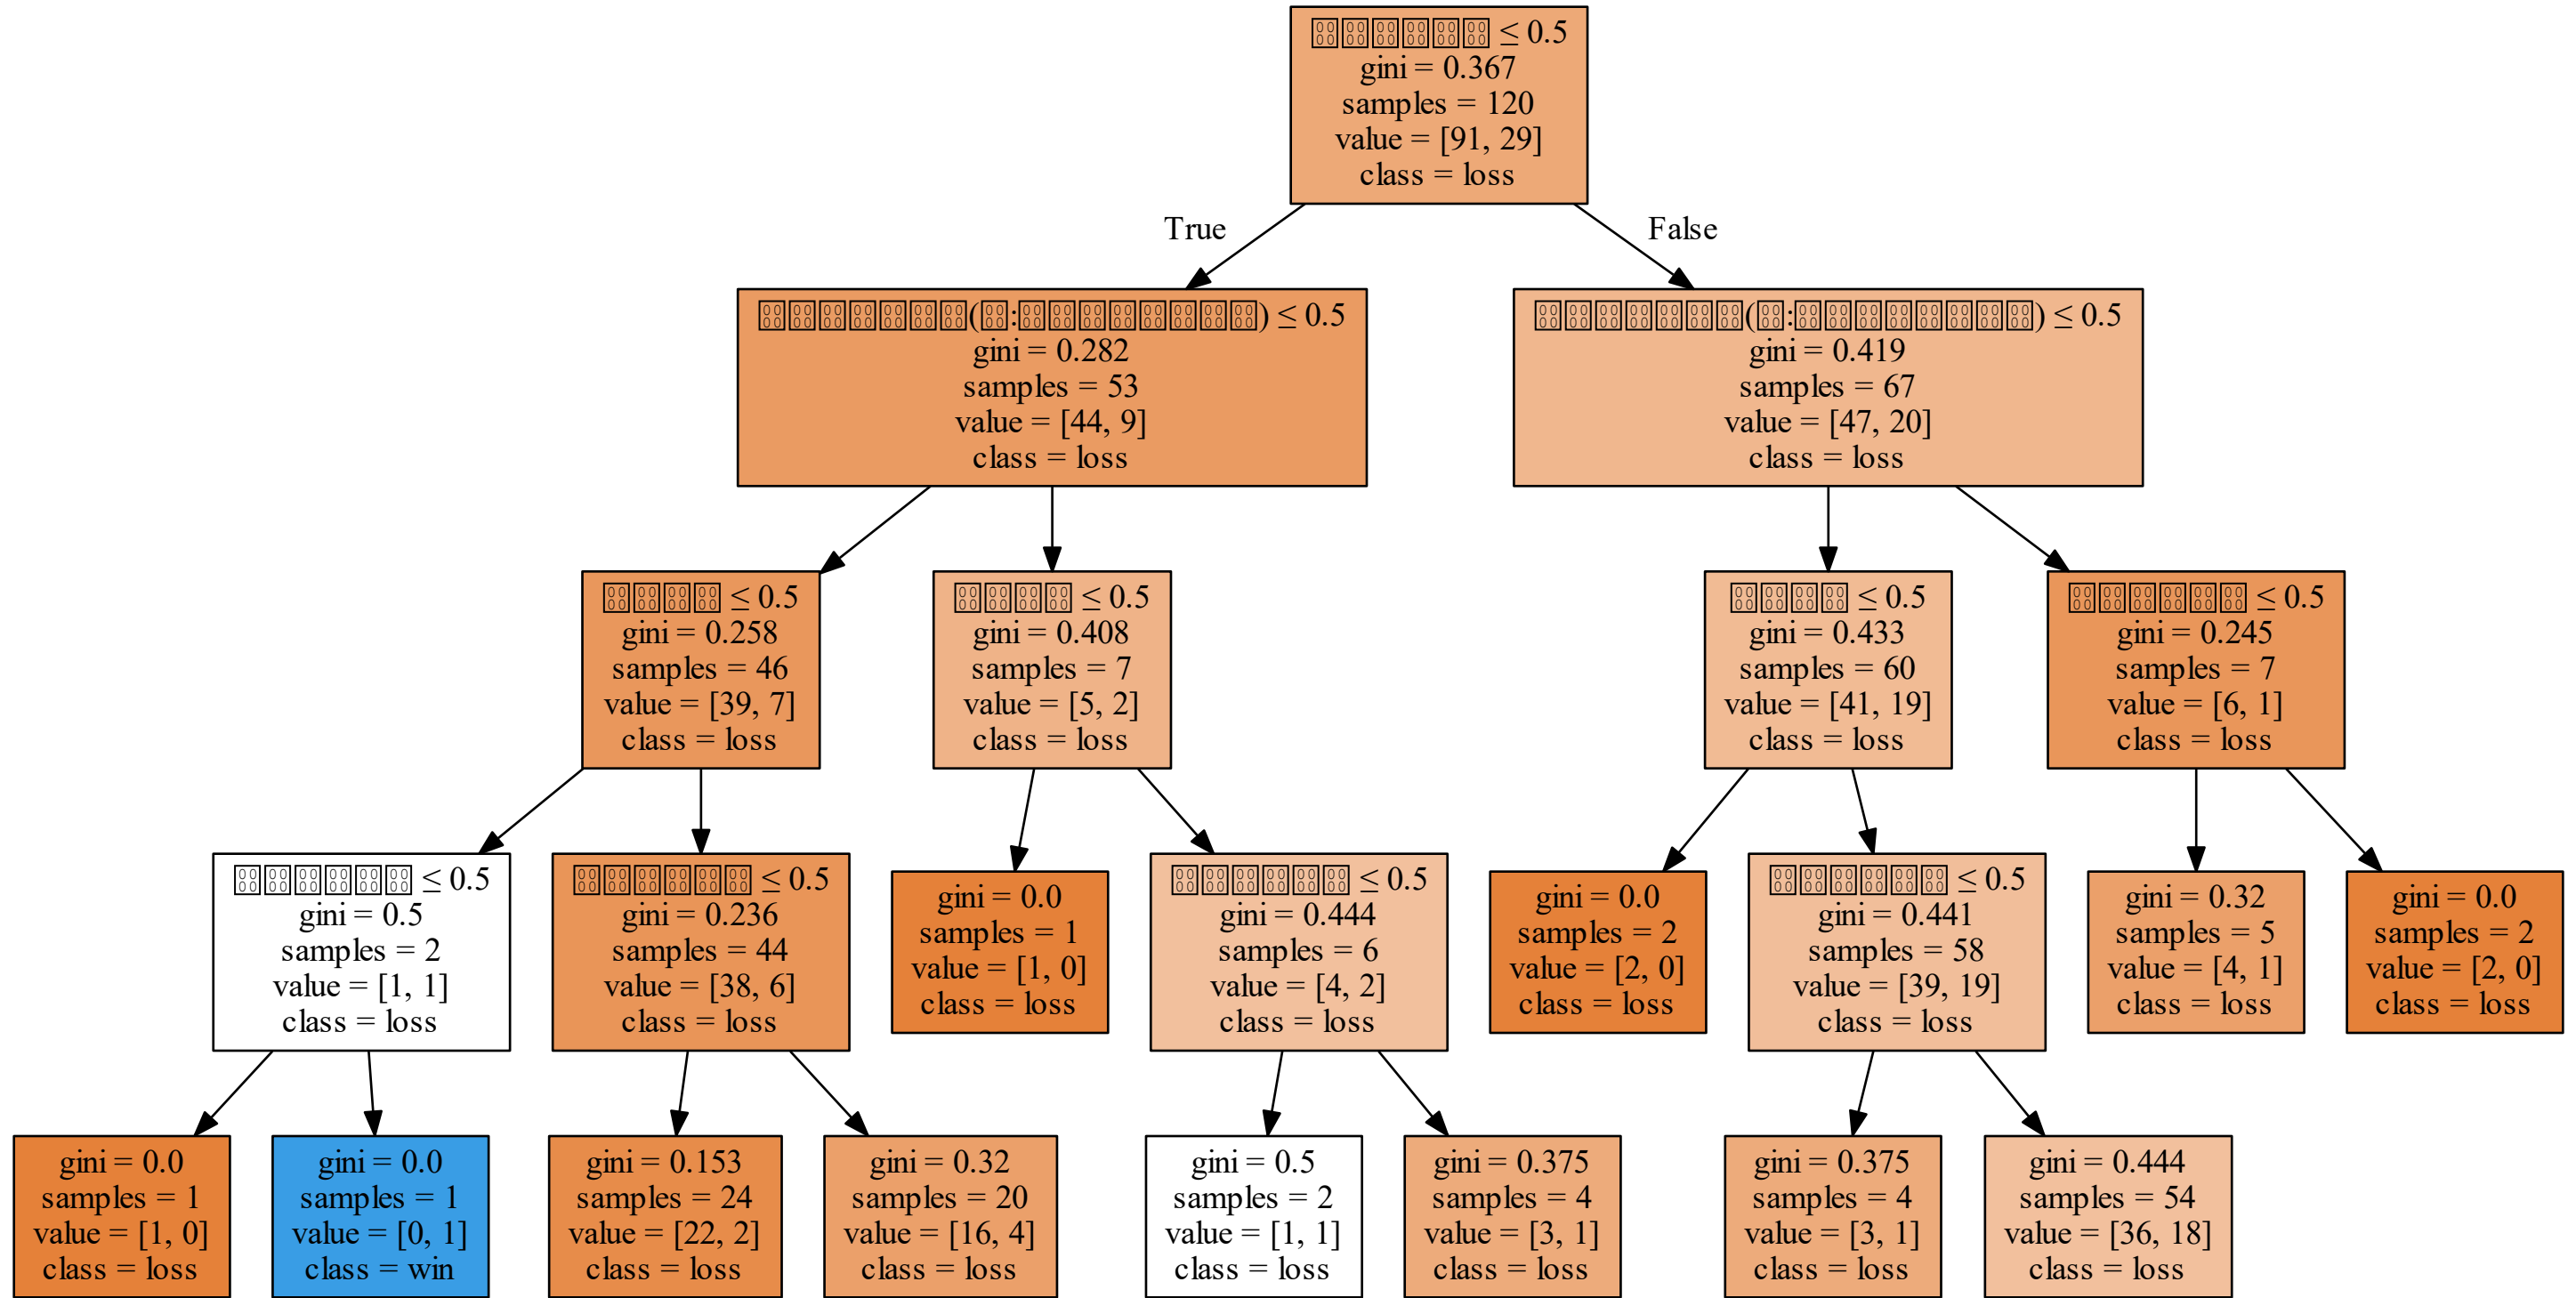 ≤ 0.5
gini = 0.367
samples = 120
value = [91, 29]
class = loss
True
False
( : ) ≤ 0.5
gini = 0.282
samples = 53
value = [44, 9]
class = loss
( : ) ≤ 0.5
gini = 0.419
samples = 67
value = [47, 20]
class = loss
≤ 0.5
gini = 0.258
samples = 46
value = [39, 7]
class = loss
≤ 0.5
gini = 0.408
samples = 7
value = [5, 2]
class = loss
≤ 0.5
gini = 0.433
samples = 60
value = [41, 19]
class = loss
≤ 0.5
gini = 0.245
samples = 7
value = [6, 1]
class = loss
≤ 0.5
gini = 0.5
samples = 2
value = [1, 1]
class = loss
≤ 0.5
gini = 0.236
samples = 44
value = [38, 6]
class = loss
gini = 0.0
samples = 1
value = [1, 0]
class = loss
≤ 0.5
gini = 0.444
samples = 6
value = [4, 2]
class = loss
gini = 0.0
samples = 2
value = [2, 0]
class = loss
≤ 0.5
gini = 0.441
samples = 58
value = [39, 19]
class = loss
gini = 0.32
samples = 5
value = [4, 1]
class = loss
gini = 0.0
samples = 2
value = [2, 0]
class = loss
gini = 0.0
samples = 1
value = [1, 0]
class = loss
gini = 0.0
samples = 1
value = [0, 1]
class = win
gini = 0.153
samples = 24
value = [22, 2]
class = loss
gini = 0.32
samples = 20
value = [16, 4]
class = loss
gini = 0.5
samples = 2
value = [1, 1]
class = loss
gini = 0.375
samples = 4
value = [3, 1]
class = loss
gini = 0.375
samples = 4
value = [3, 1]
class = loss
gini = 0.444
samples = 54
value = [36, 18]
class = loss